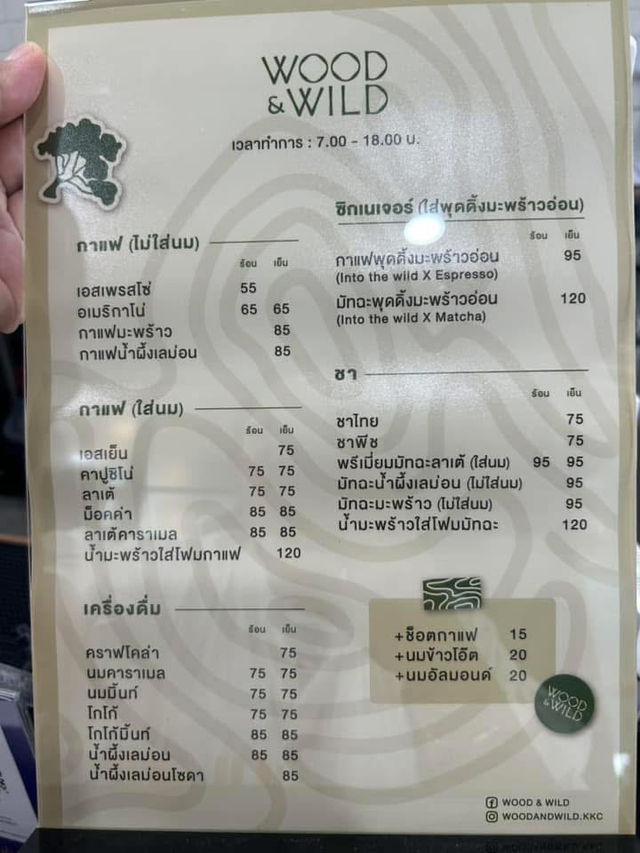 WOOD
& WILD
เวลาทำการ : 7.00 - 18.00 น.
กาแฟ (ไม่ใส่นม)
ร้อน เย็น
เอสเพรสโซ่ 55
อเมริกาโน่ 65 65
กาแฟมะพร้าว 85
กาแฟน้ำผึ้งเลม่อน 85
กาแฟ (ใส่นม)
ร้อน เย็น
เอสเย็น 75
คาปูชิโน่ 75 75
ลาเต้ 75 75
ม็อคค่า 85 85
ลาเต้คาราเมล 85 85
น้ำมะพร้าวใส่โฟมกาแฟ 120
เครื่องดื่ม
ร้อน เย็น
คราฟโคล่า 75
นมคาราเมล 75 75
นมมิ้นท์ 75 75
โกโก้ 75 75
โกโก้มิ้นท์ 85 85
น้ำผึ้งเลม่อน 85 85
น้ำผึ้งเลม่อนโซดา 85
ซิกเนเจอร์ (ใส่พุดดิ้งมะพร้าวอ่อน)
ร้อน เย็น
กาแฟพุดดิ้งมะพร้าวอ่อน 95
(Into the wild X Espresso)
มัทฉะพุดดิ้งมะพร้าวอ่อน 120
(Into the wild X Matcha)
ชา
ร้อน เย็น
ชาไทย 75
ชาพีช 75
พรีเมี่ยมมัทฉะลาเต้ (ใส่นม) 95 95
มัทฉะน้ำผึ้งเลม่อน (ไม่ใส่นม) 95
มัทฉะมะพร้าว (ไม่ใส่นม) 95
น้ำมะพร้าวใส่โฟมมัทฉะ 120
+ช็อตกาแฟ 15
+นมข้าวโอ๊ต 20
+นมอัลมอนด์ 20
WOOD
& WILD
WOOD & WILD
WOODANDWILD.KKC